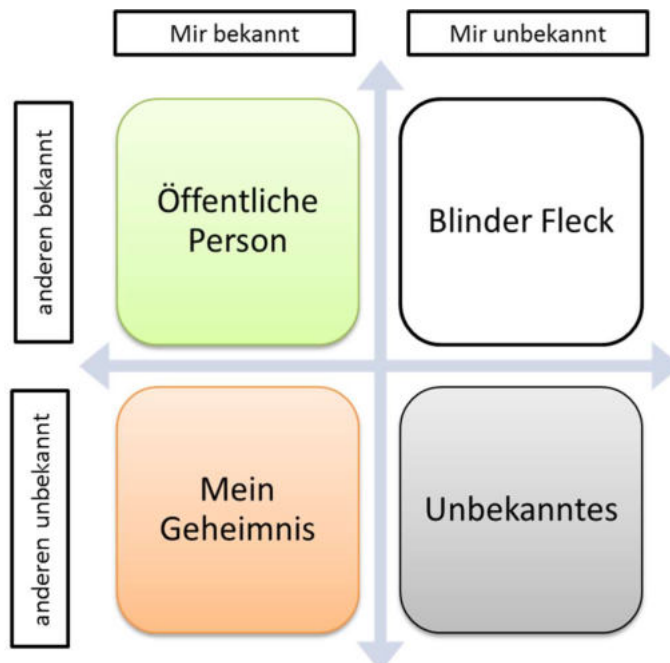 Mir bekannt
Mir unbekannt
anderen bekannt
Öffentliche
Person
Blinder Fleck
anderen unbekannt
Mein
Geheimnis
Unbekanntes